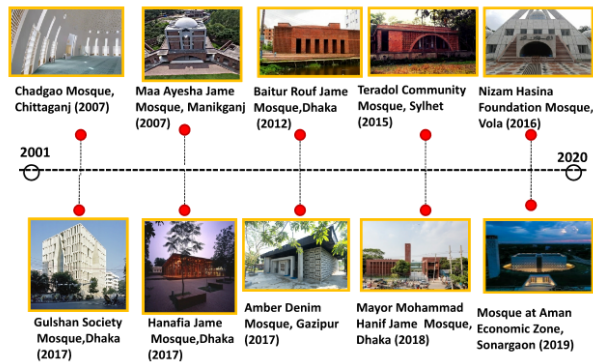 Chadgao Mosque,
Chittaganj (2007)
Maa Ayesha Jame
Mosque, Manikganj
(2007)
Baitur Rouf Jame
Mosque,Dhaka
(2012)
Teradol Community
Mosque, Sylhet
(2015)
Nizam Hasina
Foundation Mosque,
Vola (2016)
2001
2020
Gulshan Society
Mosque,Dhaka
(2017)
Hanafia Jame
Mosque,Dhaka
(2017)
Amber Denim
Mosque, Gazipur
(2017)
Mayor Mohammad
Hanif Jame Mosque,
Dhaka (2018)
Mosque at Aman
Economic Zone,
Sonargaon (2019)